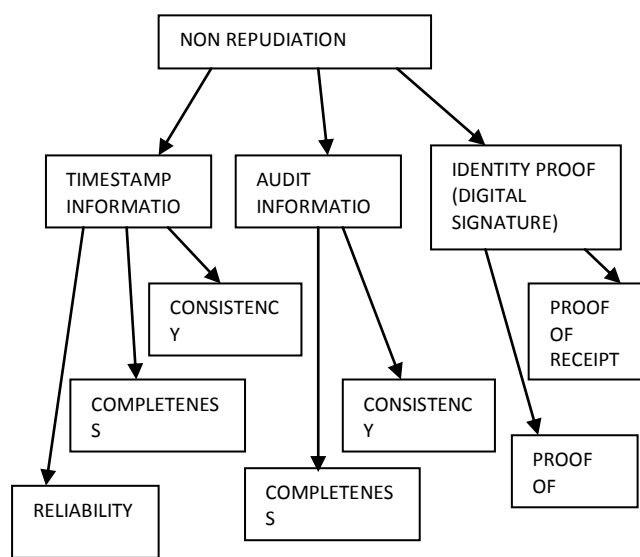 NON REPUDIATION
TIMESTAMP
INFORMATIO
AUDIT
INFORMATIO
IDENTITY PROOF
(DIGITAL
SIGNATURE)
CONSISTENC
Y
PROOF
OF
RECEIPT
COMPLETENES
S
CONSISTENC
Y
PROOF
OF
RELIABILITY
COMPLETENES
S